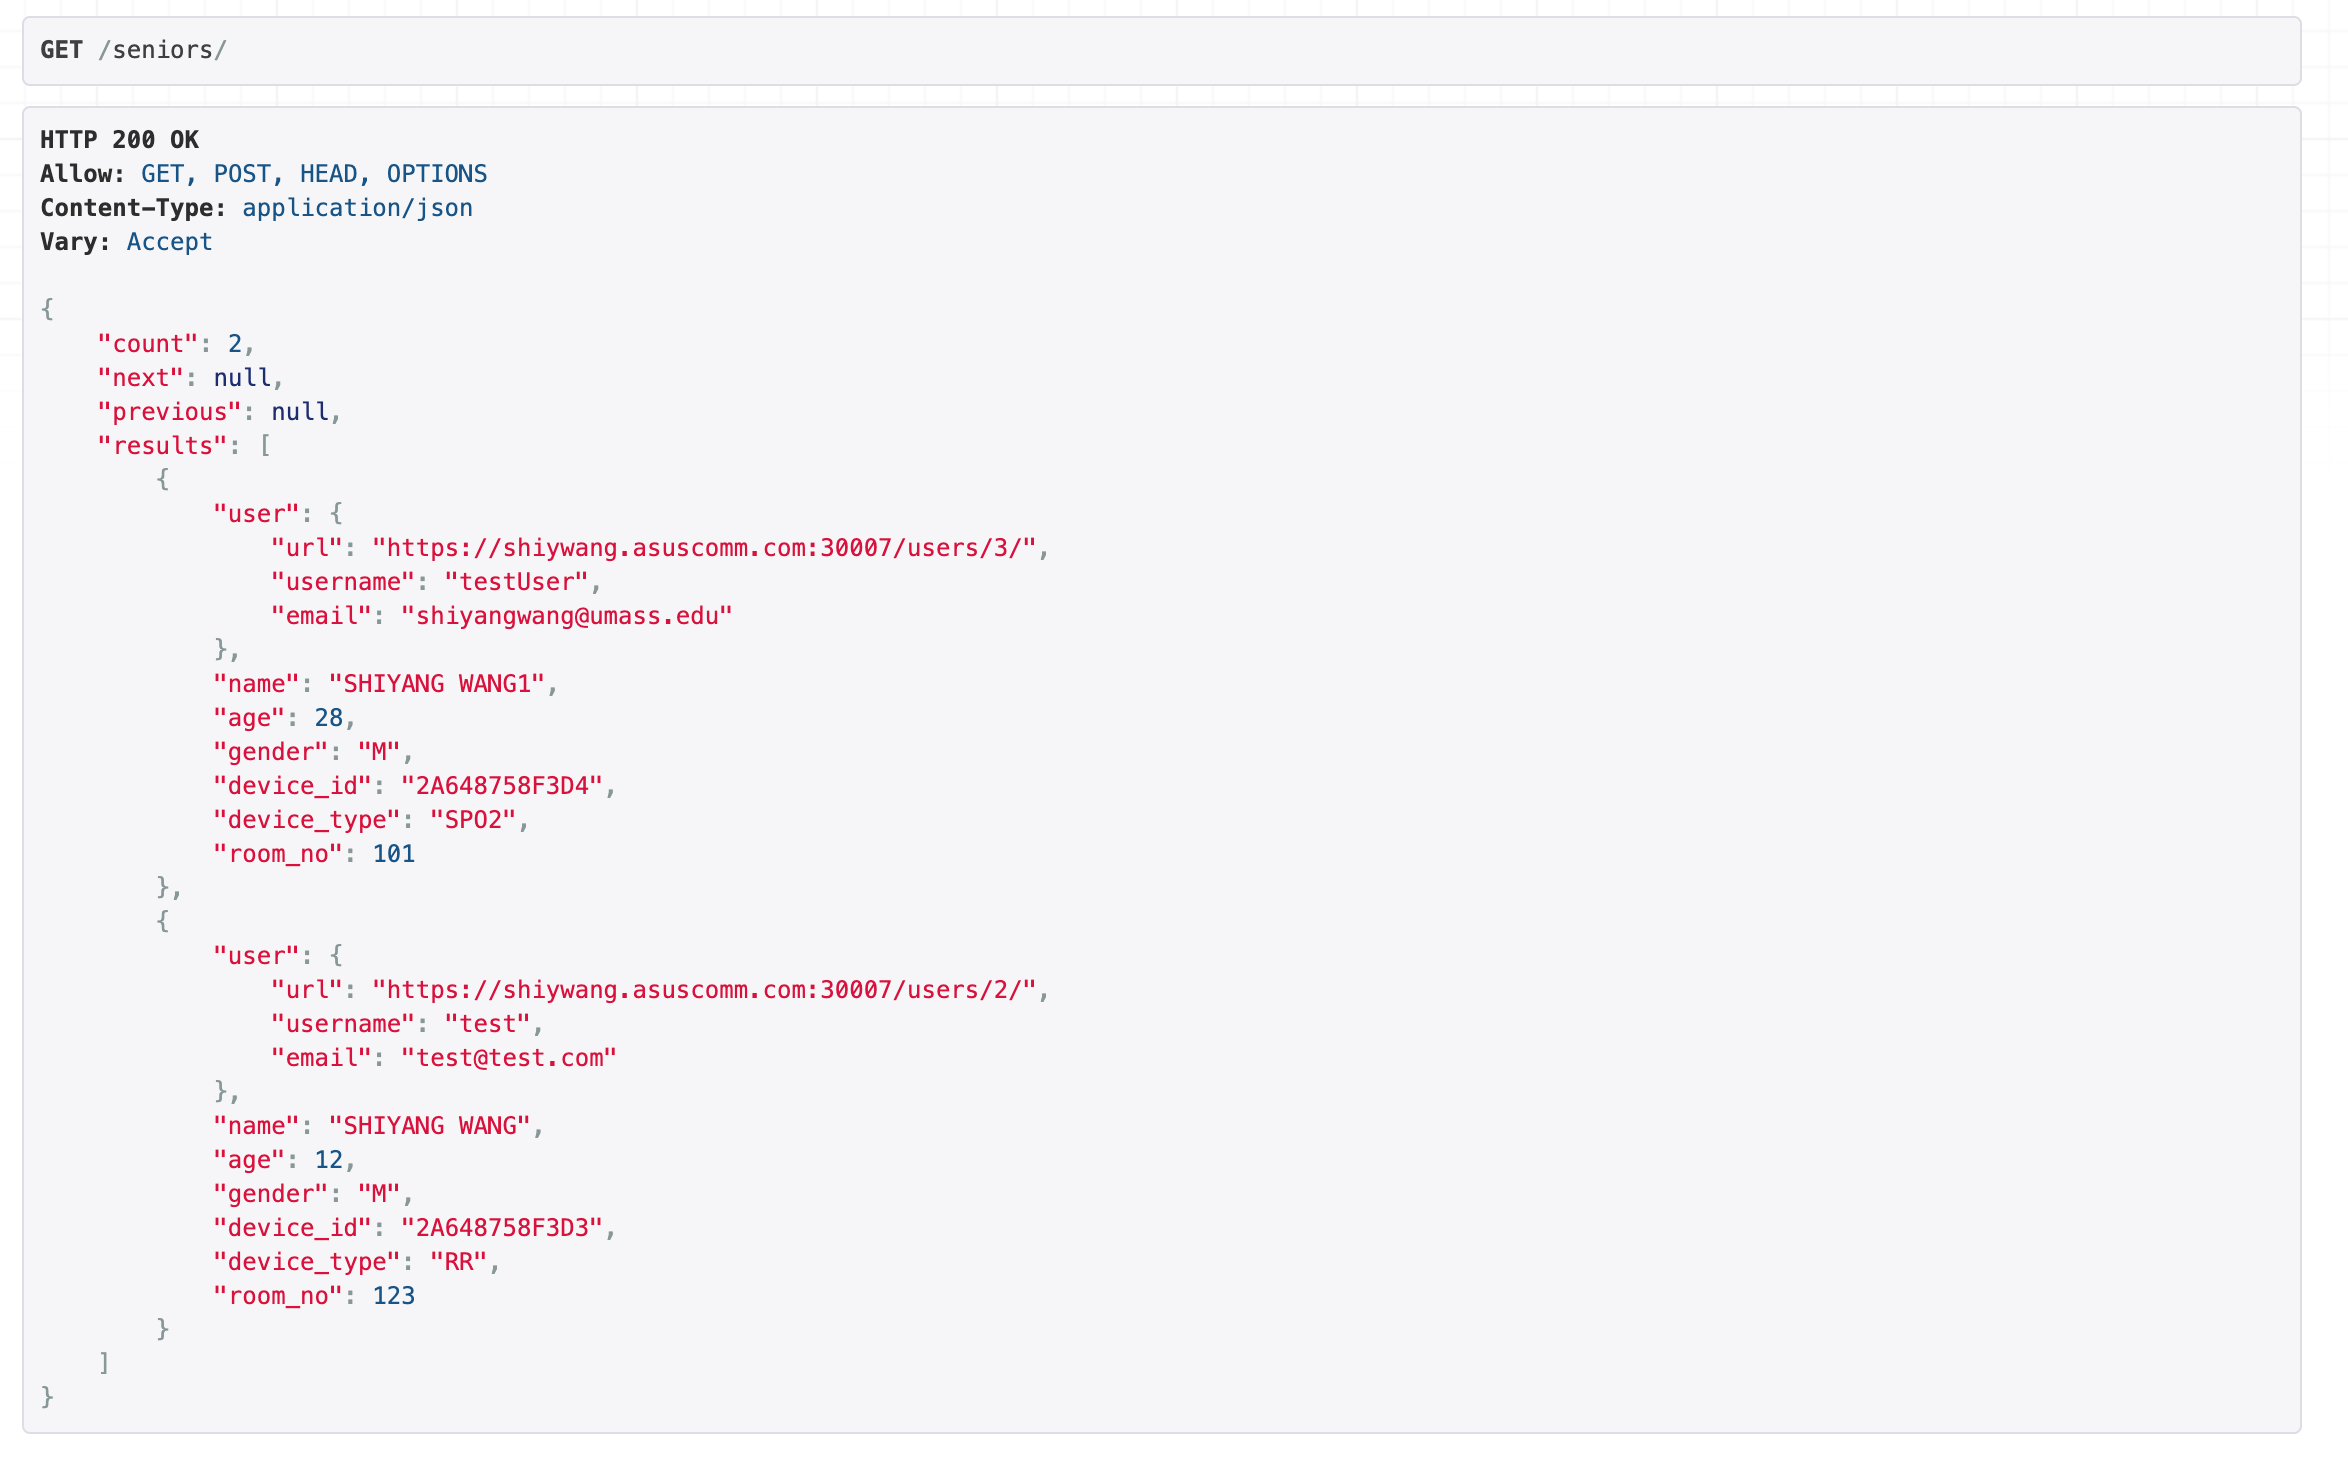 GET /seniors/
HTTP 200 OK
Allow: GET, POST, HEAD, OPTIONS
Content-Type: application/json
Vary: Accept
{
    "count": 2,
    "next": null,
    "previous": null,
    "results": [
        {
            "user": {
                "url": "https://shiywang.asuscomm.com:30007/users/3/",
                "username": "testUser",
                "email": "shiyangwang@umass.edu"
            },
            "name": "SHIYANG WANG1",
            "age": 28,
            "gender": "M",
            "device_id": "2A648758F3D4",
            "device_type": "SPO2",
            "room_no": 101
        },
        {
            "user": {
                "url": "https://shiywang.asuscomm.com:30007/users/2/",
                "username": "test",
                "email": "test@test.com"
            },
            "name": "SHIYANG WANG",
            "age": 12,
            "gender": "M",
            "device_id": "2A648758F3D3",
            "device_type": "RR",
            "room_no": 123
        }
    ]
}